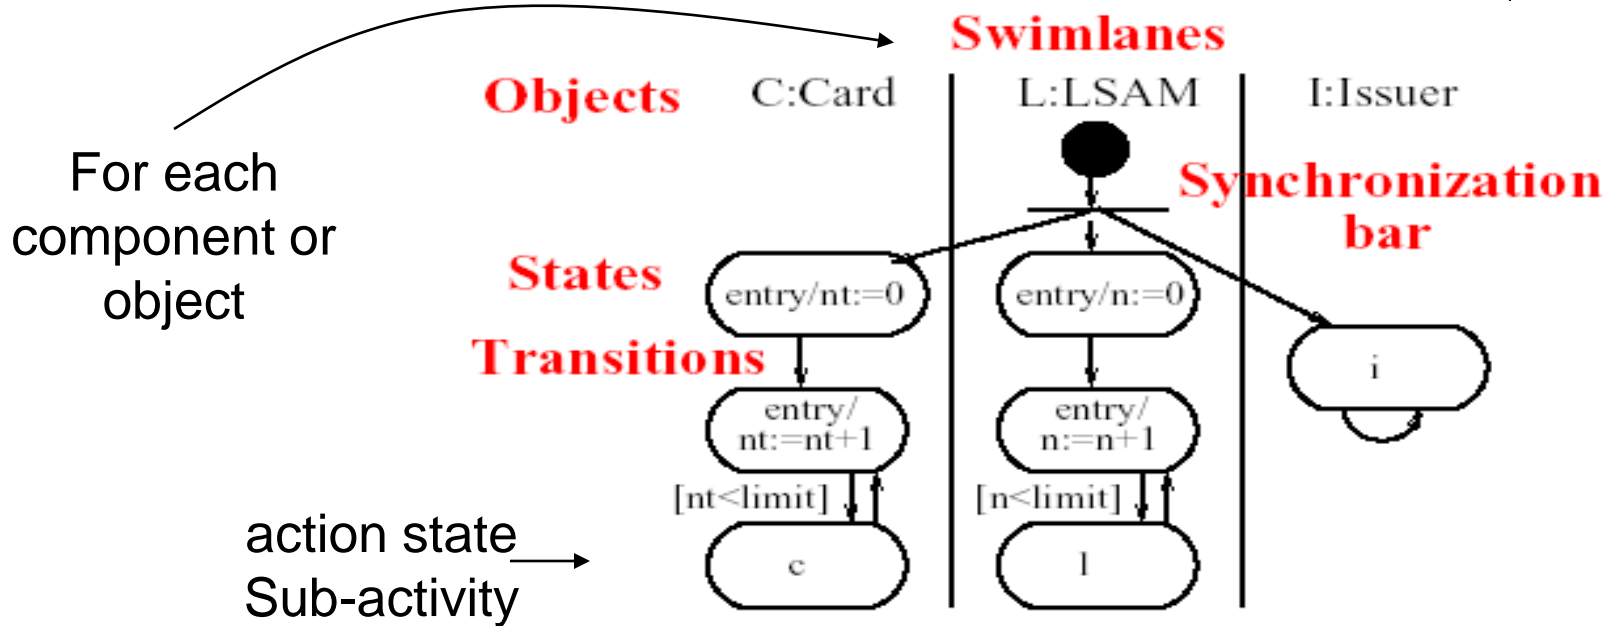 Swimlanes
Objects
C:Card
L:LSAM
I:Issuer
For each
component or
object
Synchronization
bar
States
entry/nt:=0
entry/n:=0
Transitions
i
entry/
nt:=nt+1
entry/
n:=n+1
[nt<limit]
[n<limit]
action state
Sub-activity
c
l